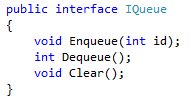 public interface IQueue
{
    void Enqueue(int id);
    int Dequeue();
    void Clear();
}